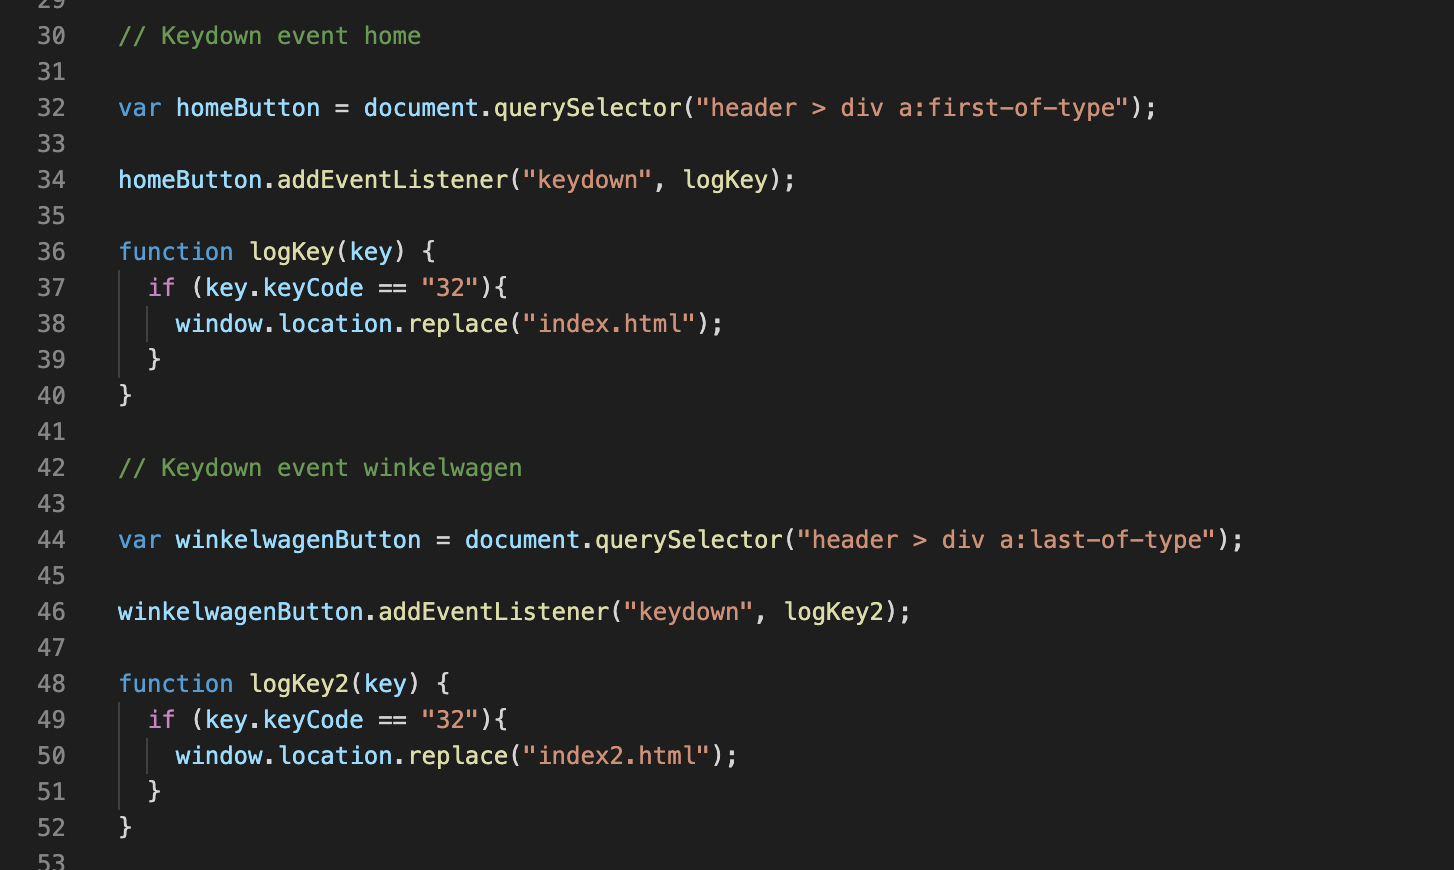 29
30 // Keydown event home
31
32 var homeButton = document.querySelector("header > div a:first-of-type");
33
34 homeButton.addEventListener("keydown", logKey);
35
36 function logKey(key) {
37 if (key.keyCode == "32"){
38 window.location.replace("index.html");
39 }
40 }
41
42 // Keydown event winkelwagen
43
44 var winkelwagenButton = document.querySelector("header > div a:last-of-type");
45
46 winkelwagenButton.addEventListener("keydown", logKey2);
47
48 function logKey2(key) {
49 if (key.keyCode == "32"){
50 window.location.replace("index2.html");
51 }
52 }
53